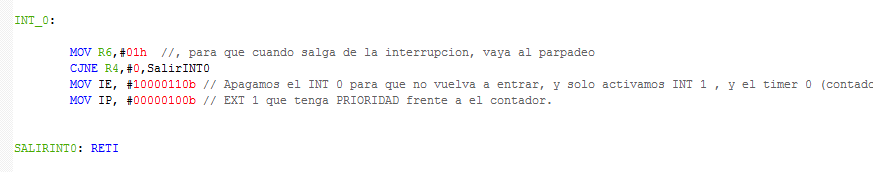 INT_0:
MOV R6,#01h //, para que cuando salga de la interrupcion, vaya al parpadeo
CJNE R4,#0,SalirINT0
MOV IE, #10000110b // Apagamos el INT 0 para que no vuelva a entrar, y solo activamos INT 1 , y el timer 0 (contado
MOV IP, #00000100b // EXT 1 que tenga PRIORIDAD frente a el contador.
SALIRINT0: RETI